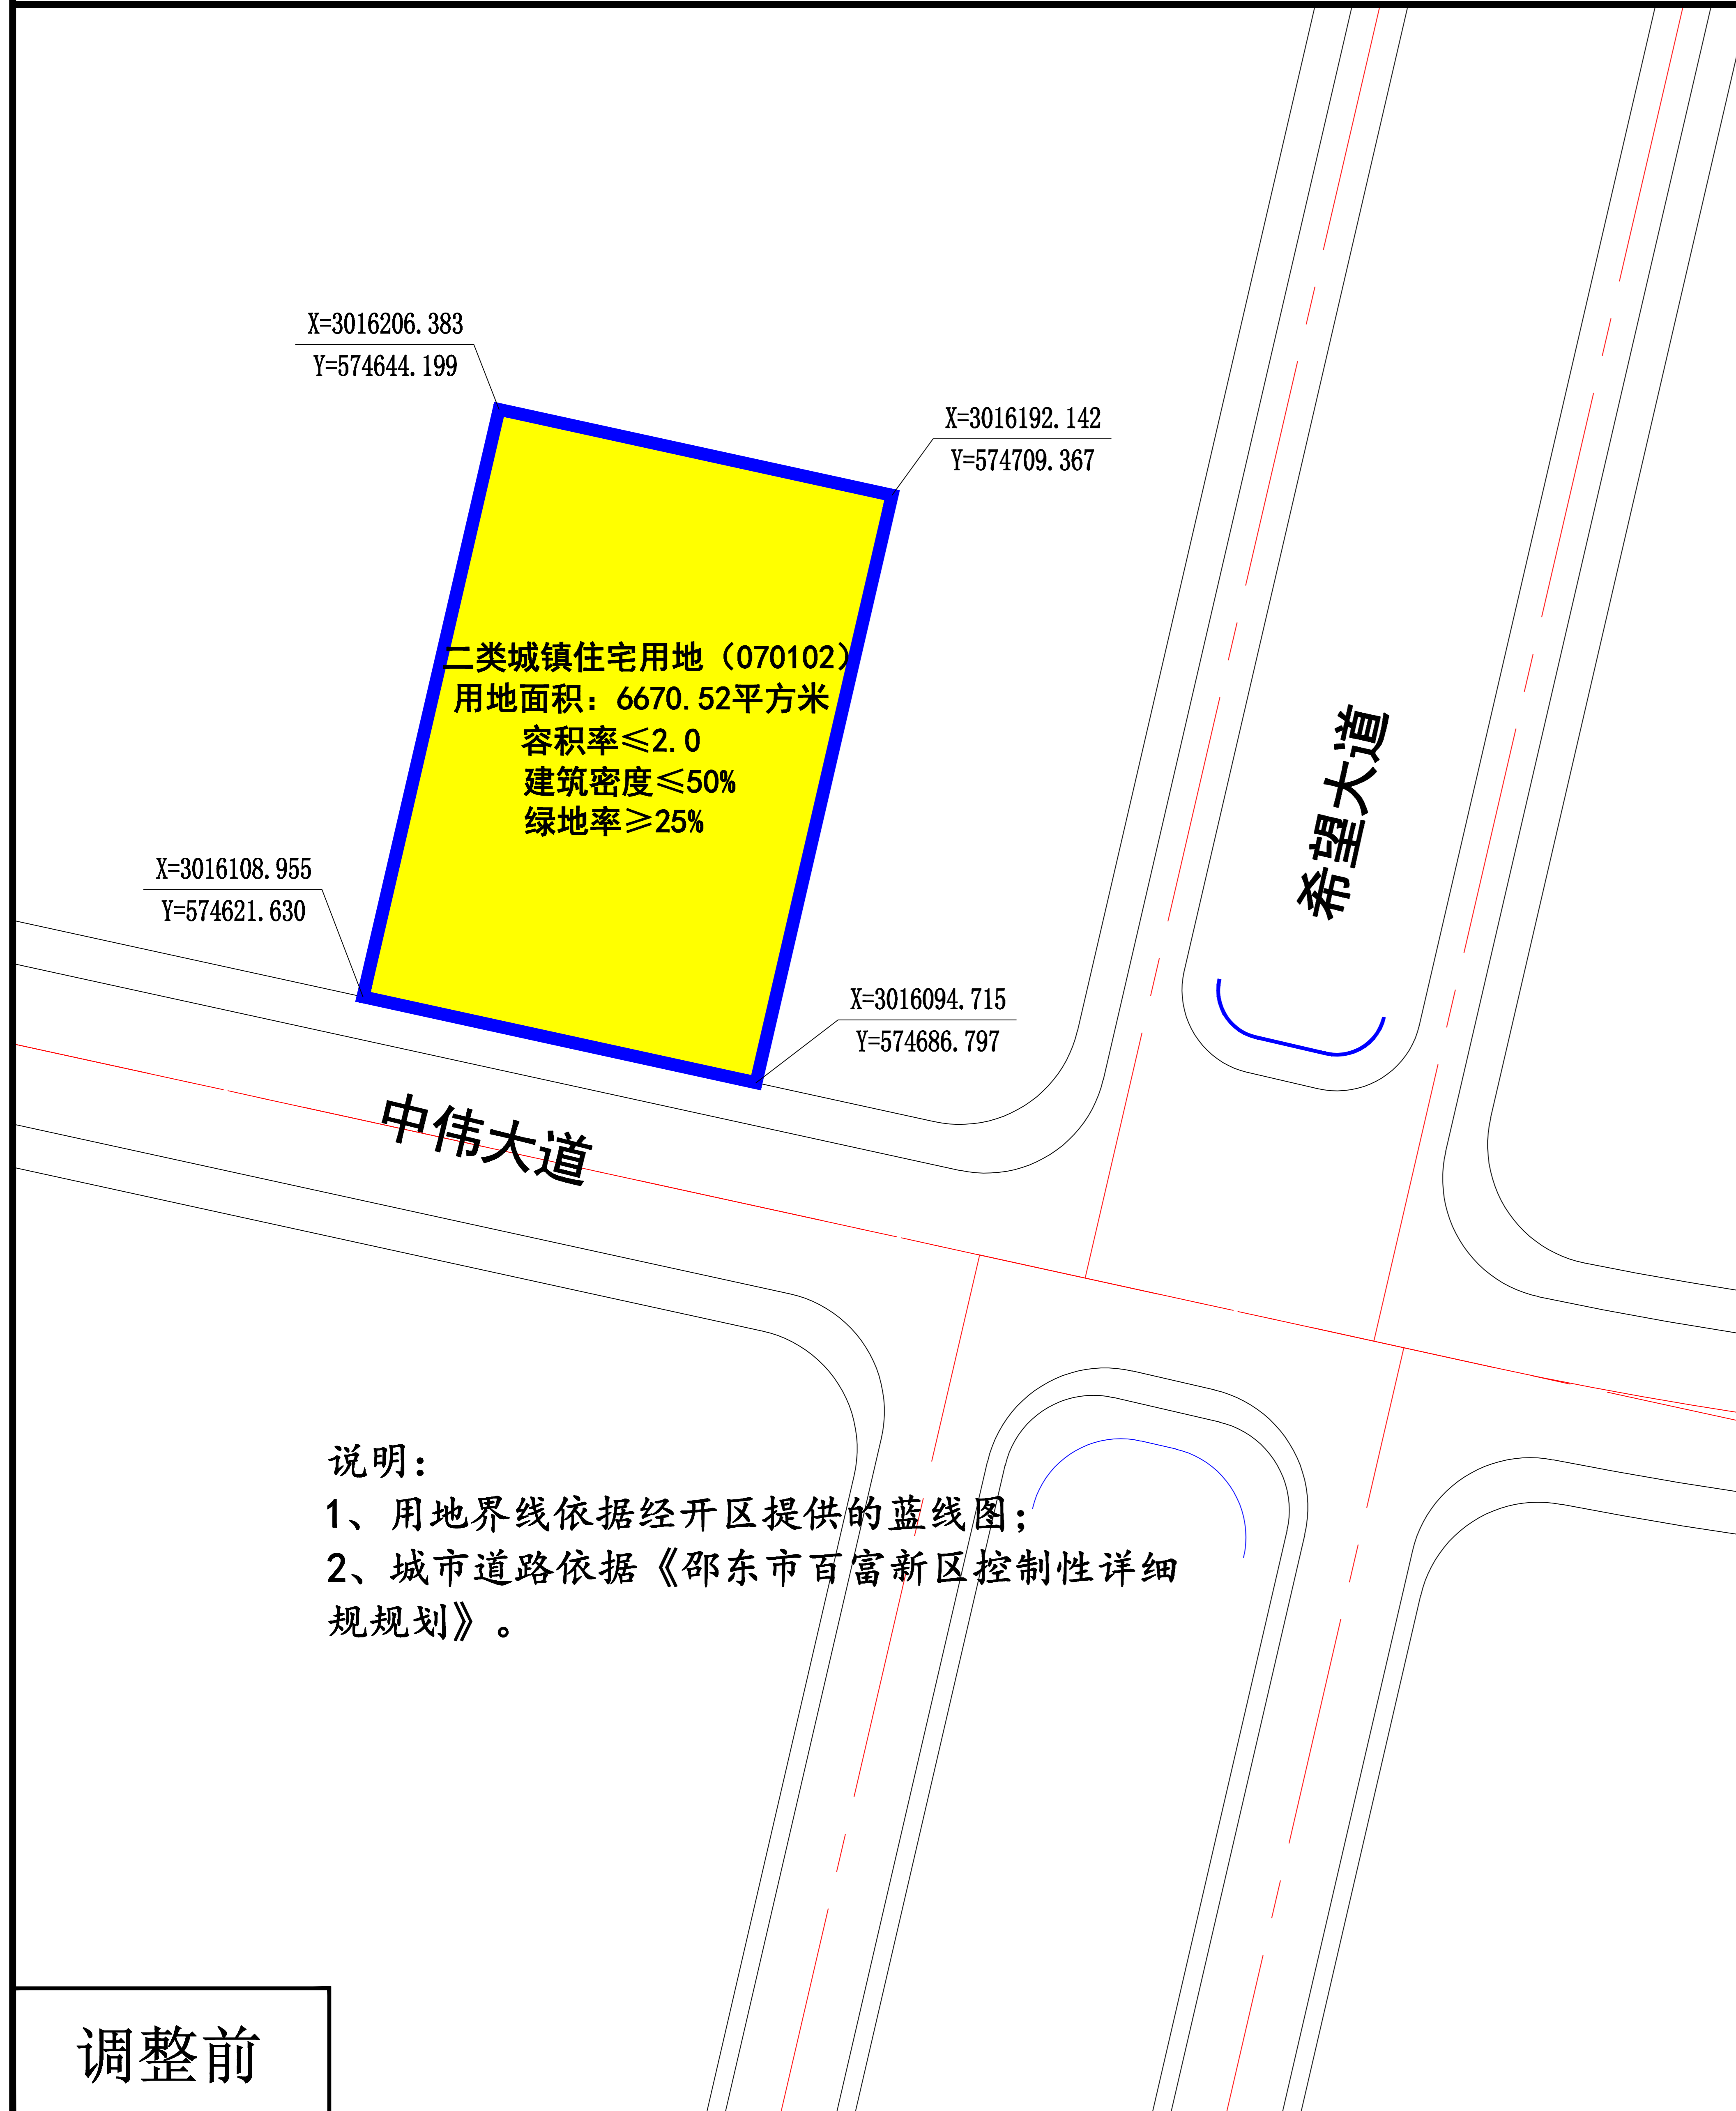 X=3016206.383
Y=574644.199
X=3016192.142
Y=574709.367
二类城镇住宅用地（070102）
用地面积：6670.52平方米
容积率≤2.0
建筑密度≤50%
绿地率≥25%
希望大道
X=3016108.955
Y=574621.630
X=3016094.715
Y=574686.797
中伟大道
说明：
1、用地界线依据经开区提供的蓝线图；
2、城市道路依据《邵东市百富新区控制性详细
规规划》。
调整前